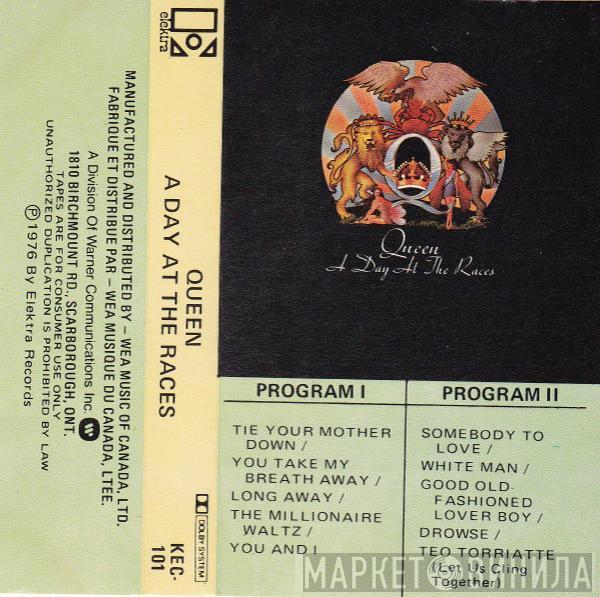 elektra
MANUFACTURED AND DISTRIBUTED BY – WEA MUSIC OF CANADA, LTD.
FABRIQUE ET DISTRIBUE PAR – WEA MUSIQUE DU CANADA, LTEE.
A Division Of Warner Communications Inc.
1810 BIRCHMOUNT RD., SCARBOROUGH, ONT.
TAPES ARE FOR CONSUMER USE ONLY
UNAUTHORIZED DUPLICATION IS PROHIBITED BY LAW
Ⓟ 1976 By Elektra Records
QUEEN
A DAY AT THE RACES
DOLBY SYSTEM
KEC-
101
Queen
A Day At The Races
PROGRAM I
TIE YOUR MOTHER
DOWN /
YOU TAKE MY
BREATH AWAY /
LONG AWAY /
THE MILLIONAIRE
WALTZ /
YOU AND I
PROGRAM II
SOMEBODY TO
LOVE /
WHITE MAN /
GOOD OLD-
FASHIONED
LOVER BOY /
DROWSE /
TEO TORRIATTE
(Let Us Cling
Together)
МАРКЕТ ВИНИЛА